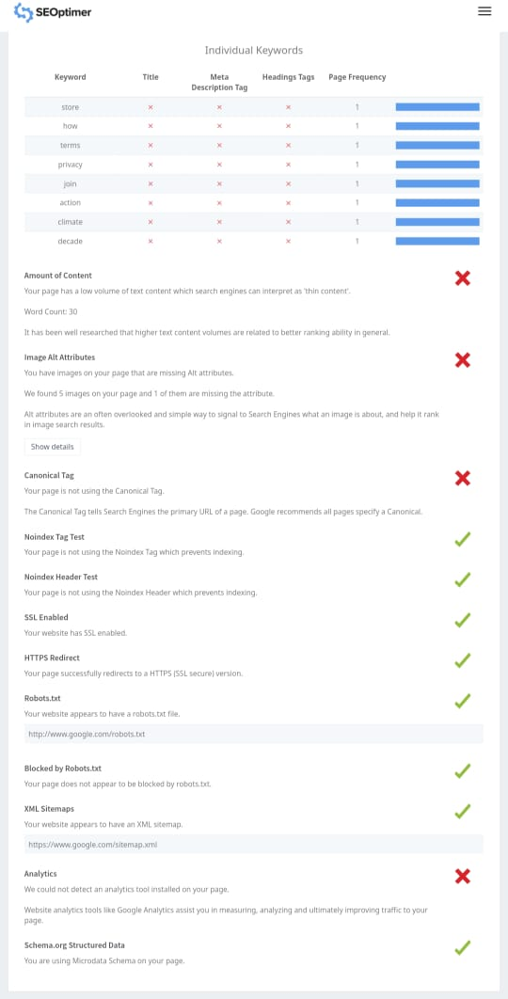 SEOptimer
Individual Keywords
Keyword Title Meta Headings Tags Page Frequency
Description Tag
store × × × 1
how × × × 1
terms × × × 1
privacy × × × 1
join × × × 1
action × × × 1
climate × × × 1
decade × × × 1
Amount of Content
Your page has a low volume of text content which search engines can interpret as 'thin content'.
Word Count: 30
It has been well researched that higher text content volumes are related to better ranking ability in general.
Image Alt Attributes
You have images on your page that are missing Alt attributes.
We found 5 images on your page and 1 of them are missing the attribute.
Alt attributes are an often overlooked and simple way to signal to Search Engines what an image is about, and help it rank
in image search results.
Show details
Canonical Tag
Your page is not using the Canonical Tag.
The Canonical Tag tells Search Engines the primary URL of a page. Google recommends all pages specify a Canonical.
Noindex Tag Test
Your page is not using the Noindex Tag which prevents indexing.
Noindex Header Test
Your page is not using the Noindex Header which prevents indexing.
SSL Enabled
Your website has SSL enabled.
HTTPS Redirect
Your page successfully redirects to a HTTPS (SSL secure) version.
Robots.txt
Your website appears to have a robots.txt file.
http://www.google.com/robots.txt
Blocked by Robots.txt
Your page does not appear to be blocked by robots.txt.
XML Sitemaps
Your website appears to have an XML sitemap.
https://www.google.com/sitemap.xml
Analytics
We could not detect an analytics tool installed on your page.
Website analytics tools like Google Analytics assist you in measuring, analyzing and ultimately improving traffic to your
page.
Schema.org Structured Data
You are using Microdata Schema on your page.